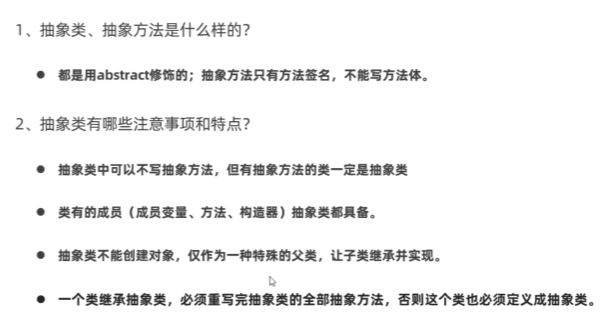 1、抽象类、抽象方法是什么样的？
● 都是用abstract修饰的；抽象方法只有方法签名，不能写方法体。
2、抽象类有哪些注意事项和特点？
● 抽象类中可以不写抽象方法，但有抽象方法的类一定是抽象类
● 类有的成员（成员变量、方法、构造器）抽象类都具备。
● 抽象类不能创建对象，仅作为一种特殊的父类，让子类继承并实现。
● 一个类继承抽象类，必须重写完抽象类的全部抽象方法，否则这个类也必须定义成抽象类。